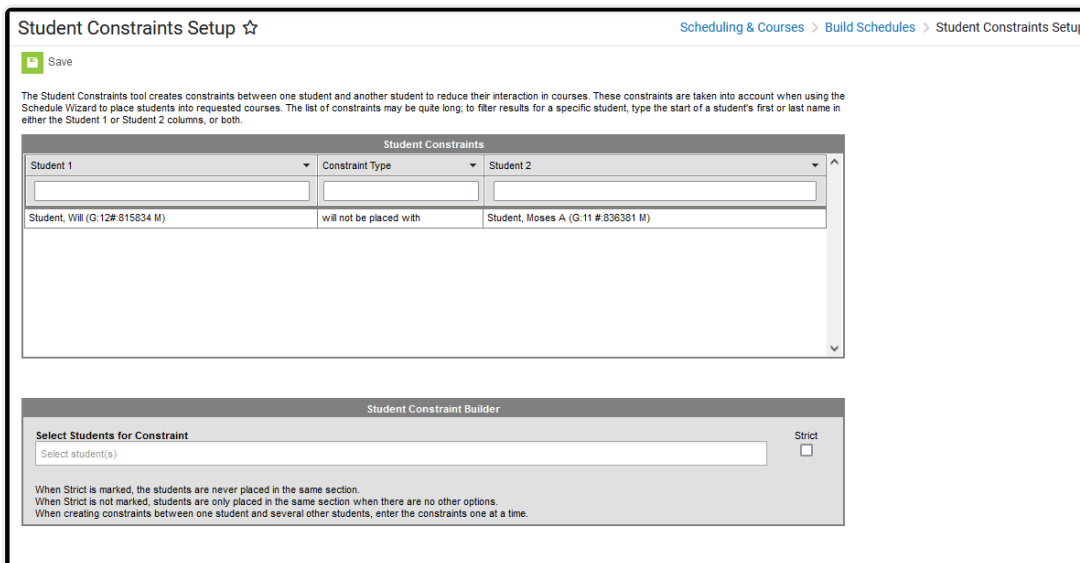 Student Constraints Setup
Scheduling & Courses > Build Schedules > Student Constraints Setup
Save
The Student Constraints tool creates constraints between one student and another student to reduce their interaction in courses. These constraints are taken into account when using the
Schedule Wizard to place students into requested courses. The list of constraints may be quite long; to filter results for a specific student, type the start of a student's first or last name in
either the Student 1 or Student 2 columns, or both.
Student Constraints
Student 1 Constraint Type Student 2
Student, Will (G:12#:815834 M) will not be placed with Student, Moses A (G:11 #:836381 M)
Student Constraint Builder
Select Students for Constraint Strict
Select student(s)
When Strict is marked, the students are never placed in the same section.
When Strict is not marked, students are only placed in the same section when there are no other options.
When creating constraints between one student and several other students, enter the constraints one at a time.